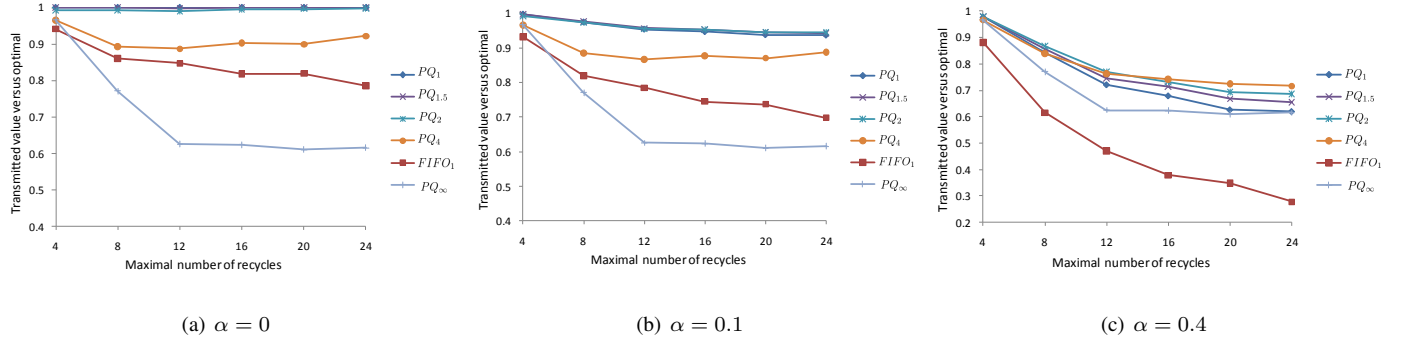 Transmitted value versus optimal
1
0.9
0.8
0.7
0.6
0.5
0.4
4 8 12 16 20 24
Maximal number of recycles
PQ₁
PQ₁.₅
PQ₂
PQ₄
FIFO₁
PQ∞
(a) α = 0
Transmitted value versus optimal
1
0.9
0.8
0.7
0.6
0.5
0.4
4 8 12 16 20 24
Maximal number of recycles
PQ₁
PQ₁.₅
PQ₂
PQ₄
FIFO₁
PQ∞
(b) α = 0.1
Transmitted value versus optimal
1
0.9
0.8
0.7
0.6
0.5
0.4
0.3
0.2
4 8 12 16 20 24
Maximal number of recycles
PQ₁
PQ₁.₅
PQ₂
PQ₄
FIFO₁
PQ∞
(c) α = 0.4